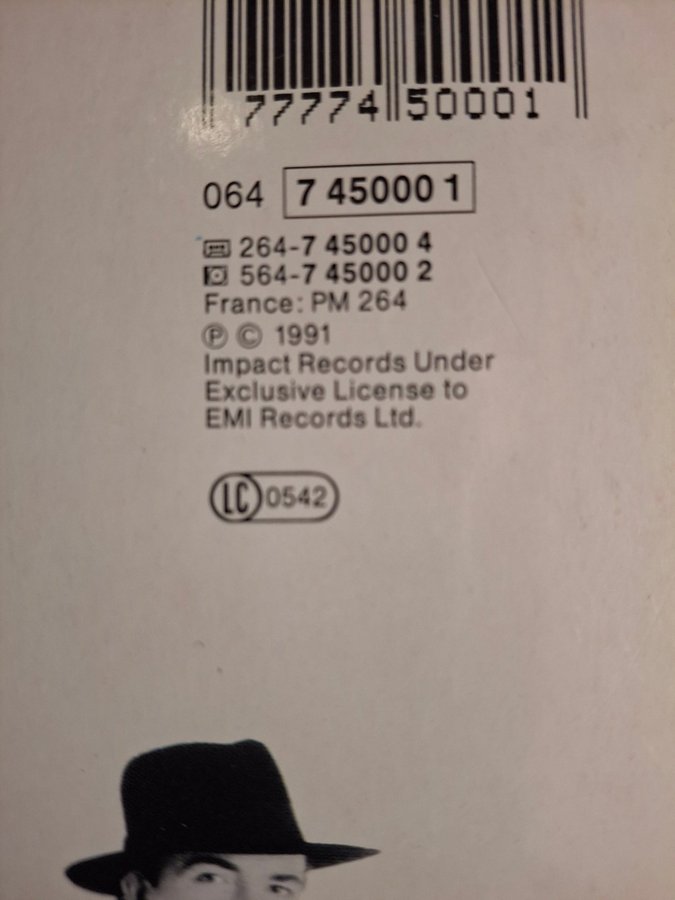 77774 50001
064 7 45000 1
264-7 45000 4
564-7 45000 2
France: PM 264
Ⓟ © 1991
Impact Records Under
Exclusive License to
EMI Records Ltd.
LC 0542